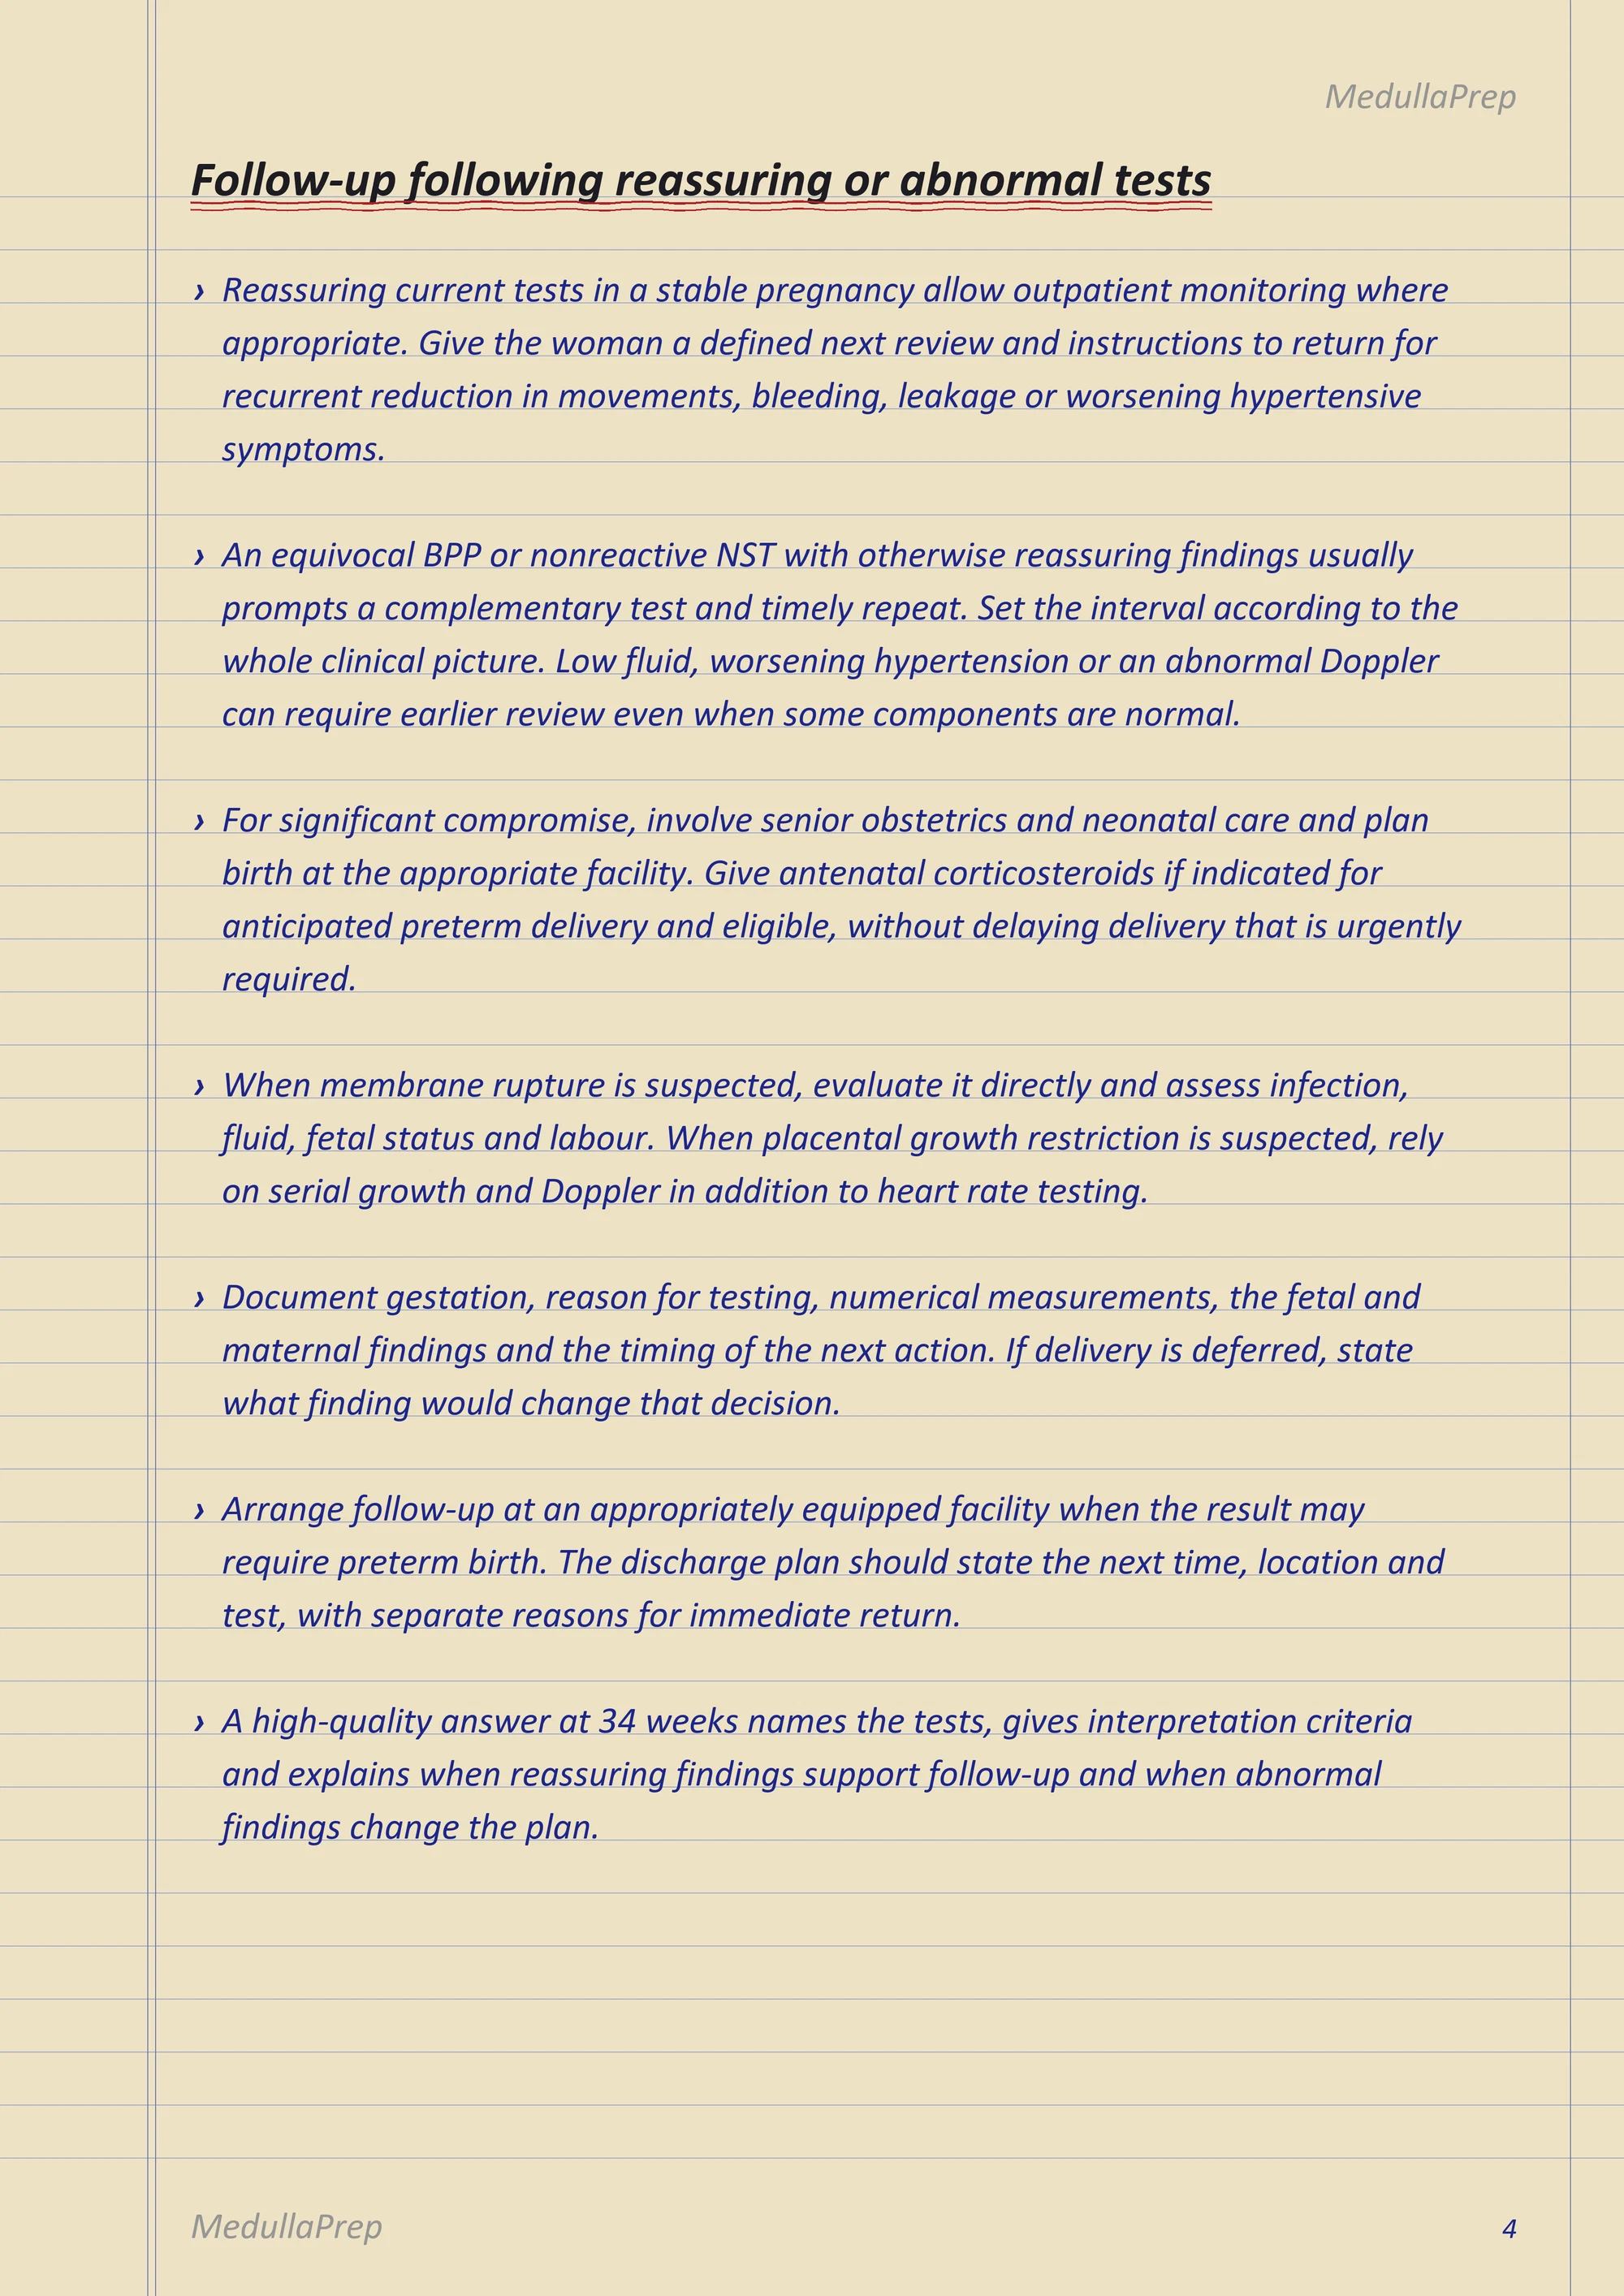 MedullaPrep
Follow-up following reassuring or abnormal tests
› Reassuring current tests in a stable pregnancy allow outpatient monitoring where
appropriate. Give the woman a defined next review and instructions to return for
recurrent reduction in movements, bleeding, leakage or worsening hypertensive
symptoms.
› An equivocal BPP or nonreactive NST with otherwise reassuring findings usually
prompts a complementary test and timely repeat. Set the interval according to the
whole clinical picture. Low fluid, worsening hypertension or an abnormal Doppler
can require earlier review even when some components are normal.
› For significant compromise, involve senior obstetrics and neonatal care and plan
birth at the appropriate facility. Give antenatal corticosteroids if indicated for
anticipated preterm delivery and eligible, without delaying delivery that is urgently
required.
› When membrane rupture is suspected, evaluate it directly and assess infection,
fluid, fetal status and labour. When placental growth restriction is suspected, rely
on serial growth and Doppler in addition to heart rate testing.
› Document gestation, reason for testing, numerical measurements, the fetal and
maternal findings and the timing of the next action. If delivery is deferred, state
what finding would change that decision.
› Arrange follow-up at an appropriately equipped facility when the result may
require preterm birth. The discharge plan should state the next time, location and
test, with separate reasons for immediate return.
› A high-quality answer at 34 weeks names the tests, gives interpretation criteria
and explains when reassuring findings support follow-up and when abnormal
findings change the plan.
MedullaPrep
4